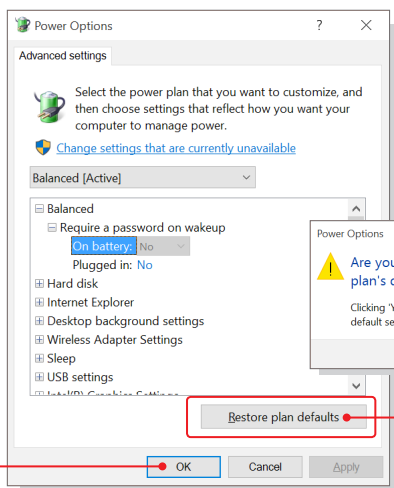 Power Options
?
Advanced settings
Select the power plan that you want to customize, and
then choose settings that reflect how you want your
computer to manage power.
Change settings that are currently unavailable
Balanced [Active]
Balanced
Require a password on wakeup
On battery: No
Plugged in: No
Hard disk
Internet Explorer
Desktop background settings
Wireless Adapter Settings
Sleep
USB settings
Intel(R) Graphics Settings
Restore plan defaults
OK Cancel Apply
Power Options
Are you
plan's
Clicking
default